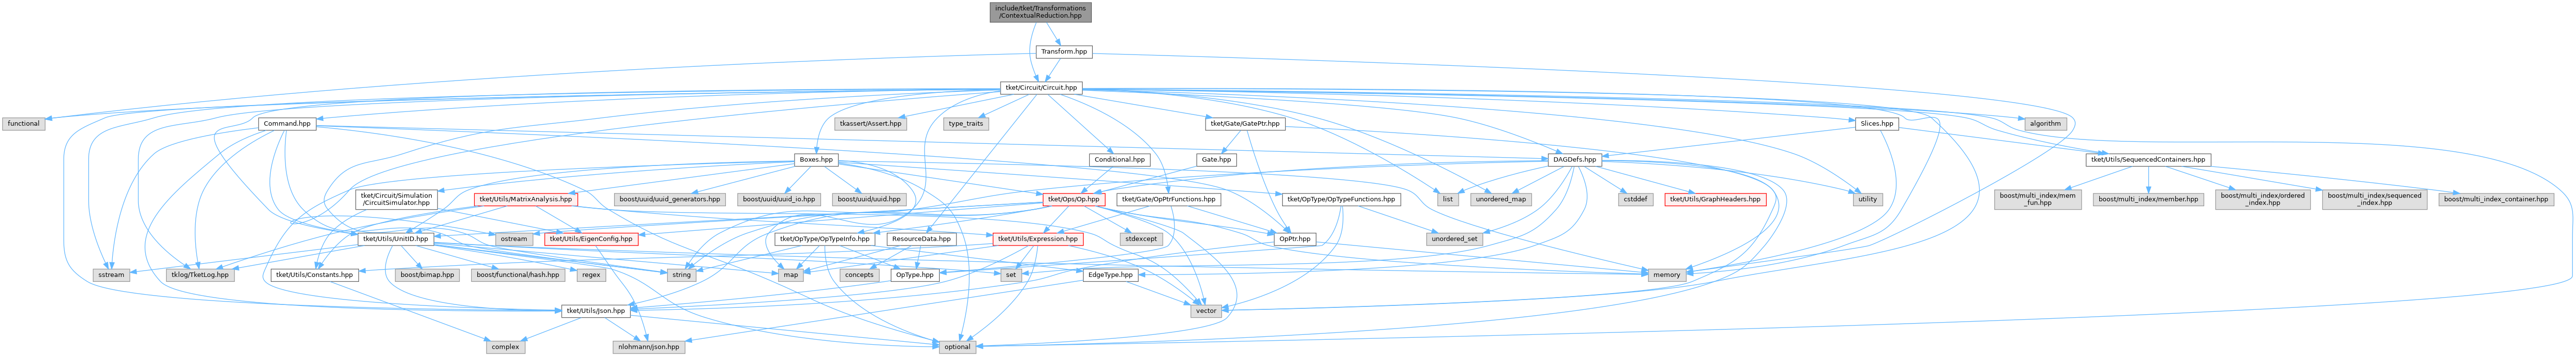 include/tket/Transformations
/ContextualReduction.hpp
Transform.hpp
tket/Circuit/Circuit.hpp
functional
Command.hpp
tkassert/Assert.hpp
type_traits
tket/Gate/GatePtr.hpp
Slices.hpp
algorithm
Boxes.hpp
Conditional.hpp
Gate.hpp
DAGDefs.hpp
tket/Utils/SequencedContainers.hpp
tket/Circuit/Simulation
/CircuitSimulator.hpp
tket/Utils/MatrixAnalysis.hpp
boost/uuid/uuid_generators.hpp
boost/uuid/uuid_io.hpp
boost/uuid/uuid.hpp
tket/Ops/Op.hpp
tket/Gate/OpPtrFunctions.hpp
tket/OpType/OpTypeFunctions.hpp
list
unordered_map
cstddef
tket/Utils/GraphHeaders.hpp
utility
boost/multi_index/mem
_fun.hpp
boost/multi_index/member.hpp
boost/multi_index/ordered
_index.hpp
boost/multi_index/sequenced
_index.hpp
boost/multi_index_container.hpp
tket/Utils/UnitID.hpp
ostream
tket/Utils/EigenConfig.hpp
tket/OpType/OpTypeInfo.hpp
ResourceData.hpp
tket/Utils/Expression.hpp
stdexcept
OpPtr.hpp
unordered_set
sstream
tklog/TketLog.hpp
tket/Utils/Constants.hpp
boost/bimap.hpp
boost/functional/hash.hpp
regex
string
map
concepts
OpType.hpp
set
EdgeType.hpp
memory
tket/Utils/Json.hpp
vector
complex
nlohmann/json.hpp
optional